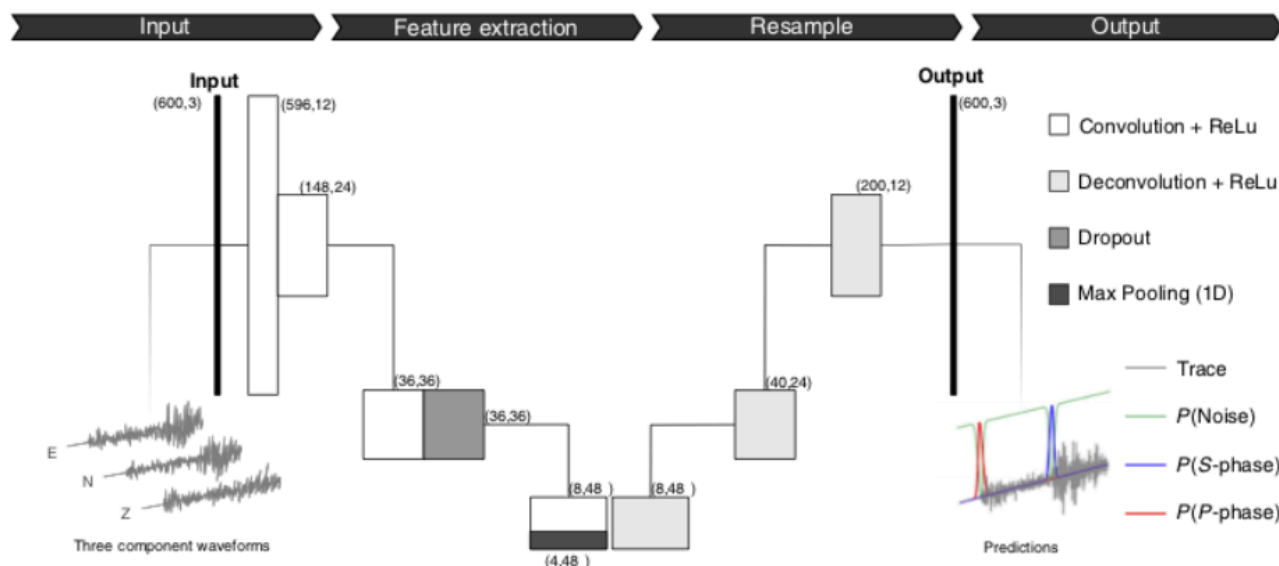 Input
Feature extraction
Resample
Output
Input
(600,3)
(596,12)
(148,24)
(36,36)
(36,36)
(8,48 )
(4,48 )
(8,48 )
(40,24)
(200,12)
Output
(600,3)
Convolution + ReLu
Deconvolution + ReLu
Dropout
Max Pooling (1D)
Trace
P(Noise)
P(S-phase)
P(P-phase)
E
N
Z
Three component waveforms
Predictions